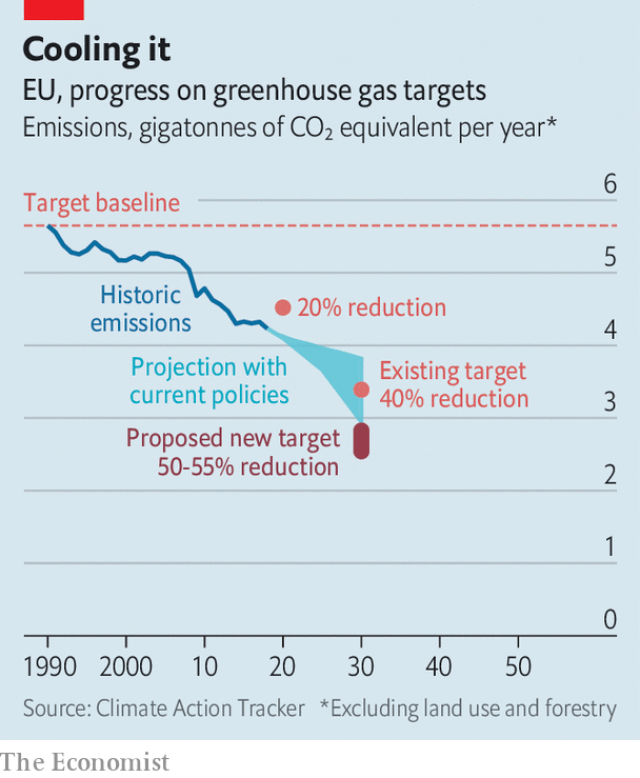 Cooling it
EU, progress on greenhouse gas targets
Emissions, gigatonnes of CO₂ equivalent per year*
6
Target baseline
5
Historic
emissions
20% reduction
4
Projection with
current policies
Existing target
40% reduction
3
Proposed new target
50-55% reduction
2
1
0
1990 2000 10 20 30 40 50
Source: Climate Action Tracker *Excluding land use and forestry
The Economist